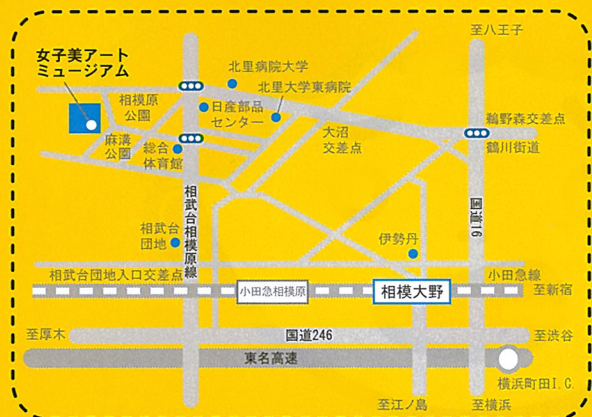 至八王子
女子美アート
ミュージアム
北里病院大学
北里大学東病院
相模原
公園
日産部品
センター
鵜野森交差点
大沼
交差点
麻溝
公園
総合
体育館
鶴川街道
相武台相模原線
国道16
相武台
団地
伊勢丹
相武台団地入口交差点
小田急線
小田急相模原
相模大野
至新宿
至厚木
国道246
至渋谷
東名高速
横浜町田I.C.
至江ノ島
至横浜